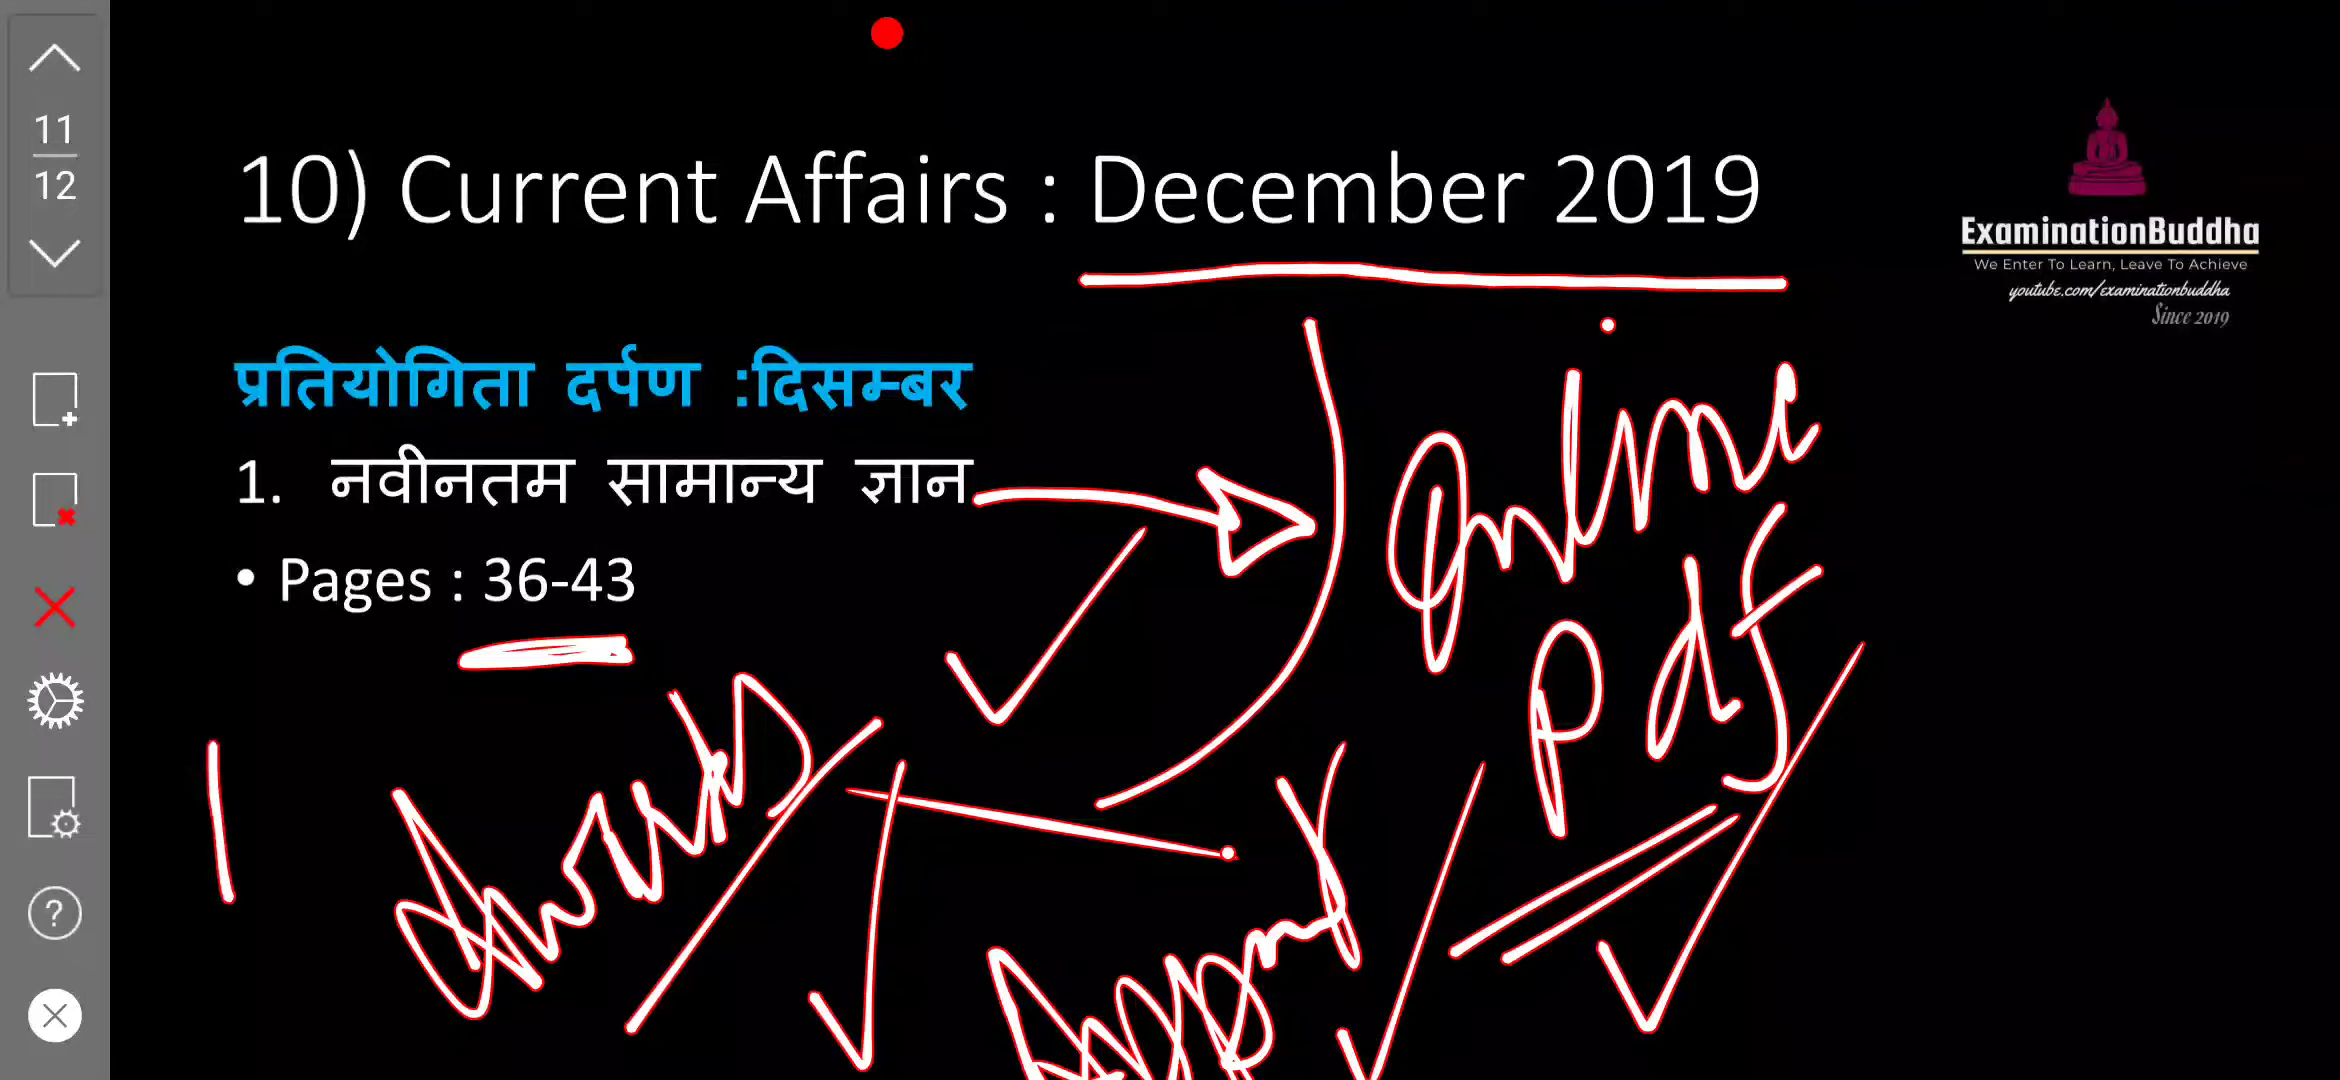 11
12
10) Current Affairs : December 2019
ExaminationBuddha
We Enter To Learn, Leave To Achieve
youtube.com/examinationbuddha
Since 2019
प्रतियोगिता दर्पण :दिसम्बर
1. नवीनतम सामान्य ज्ञान
• Pages : 36-43
Online
Pdf
Awards
?